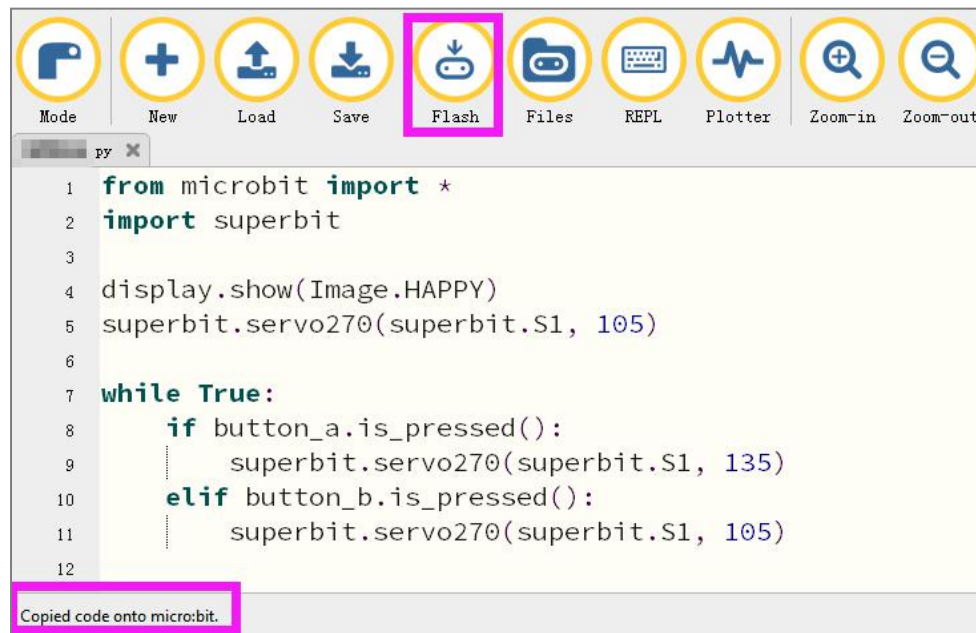 Mode New Load Save Flash Files REPL Plotter Zoom-in Zoom-out
py ×
1 from microbit import *
2 import superbit
3
4 display.show(Image.HAPPY)
5 superbit.servo270(superbit.S1, 105)
6
7 while True:
8     if button_a.is_pressed():
9         superbit.servo270(superbit.S1, 135)
10     elif button_b.is_pressed():
11         superbit.servo270(superbit.S1, 105)
12
Copied code onto micro:bit.